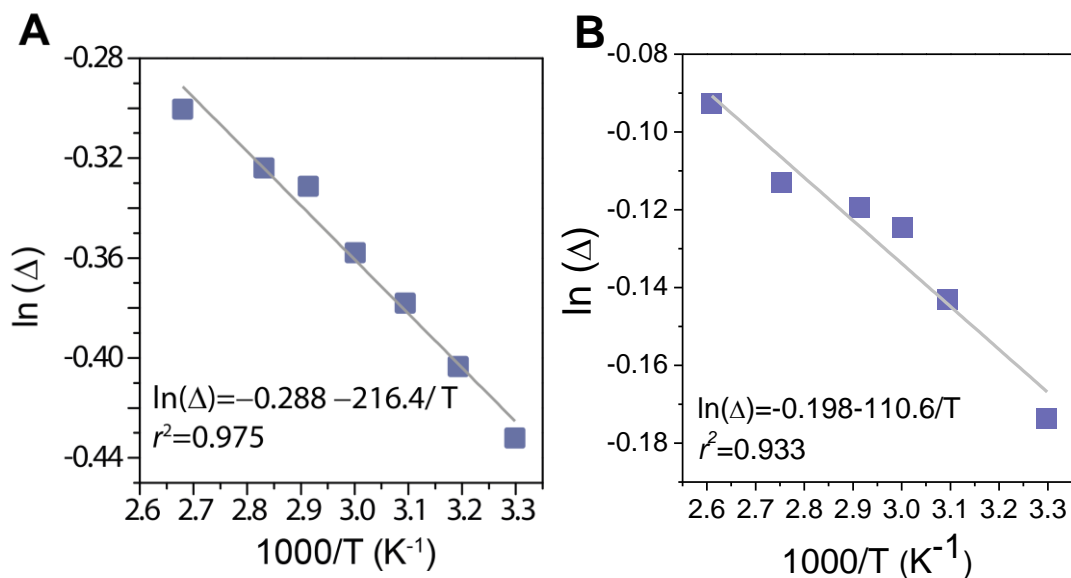 A
-0.28
-0.32
-0.36
-0.40
-0.44
ln (Δ)
ln(Δ)=−0.288 −216.4/ T
r²=0.975
2.6 2.7 2.8 2.9 3.0 3.1 3.2 3.3
1000/T (K⁻¹)
B
-0.08
-0.10
-0.12
-0.14
-0.16
-0.18
ln (Δ)
ln(Δ)=-0.198-110.6/T
r²=0.933
2.6 2.7 2.8 2.9 3.0 3.1 3.2 3.3
1000/T (K⁻¹)